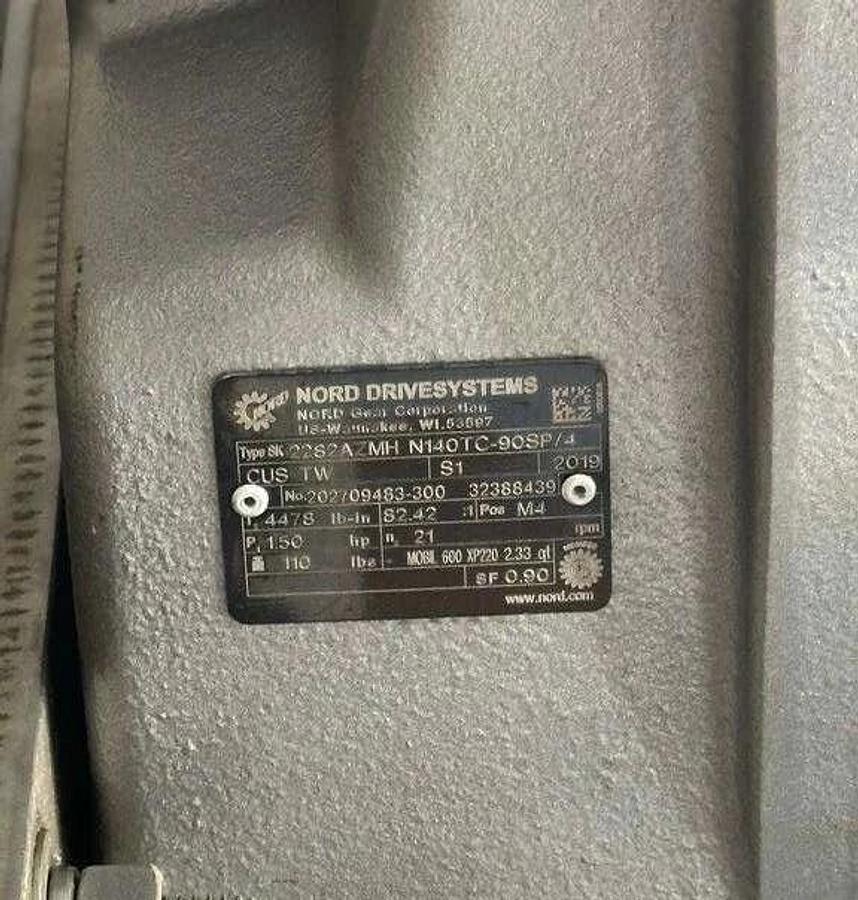 NORD
NORD DRIVESYSTEMS
NORD Gear Corporation
US-Waunakee, WI.53597
Type SK 2282AZMH N140TC-90SP/4
CUS TW S1 2019
No. 202709483-300 32388439
4478 lb-in 82.42 :1 Pos M4
P₁ 1.50 hp n₂ 21 rpm
110 lbs - MOBIL 600 XP220 2.33 qt
SF 0.90
www.nord.com